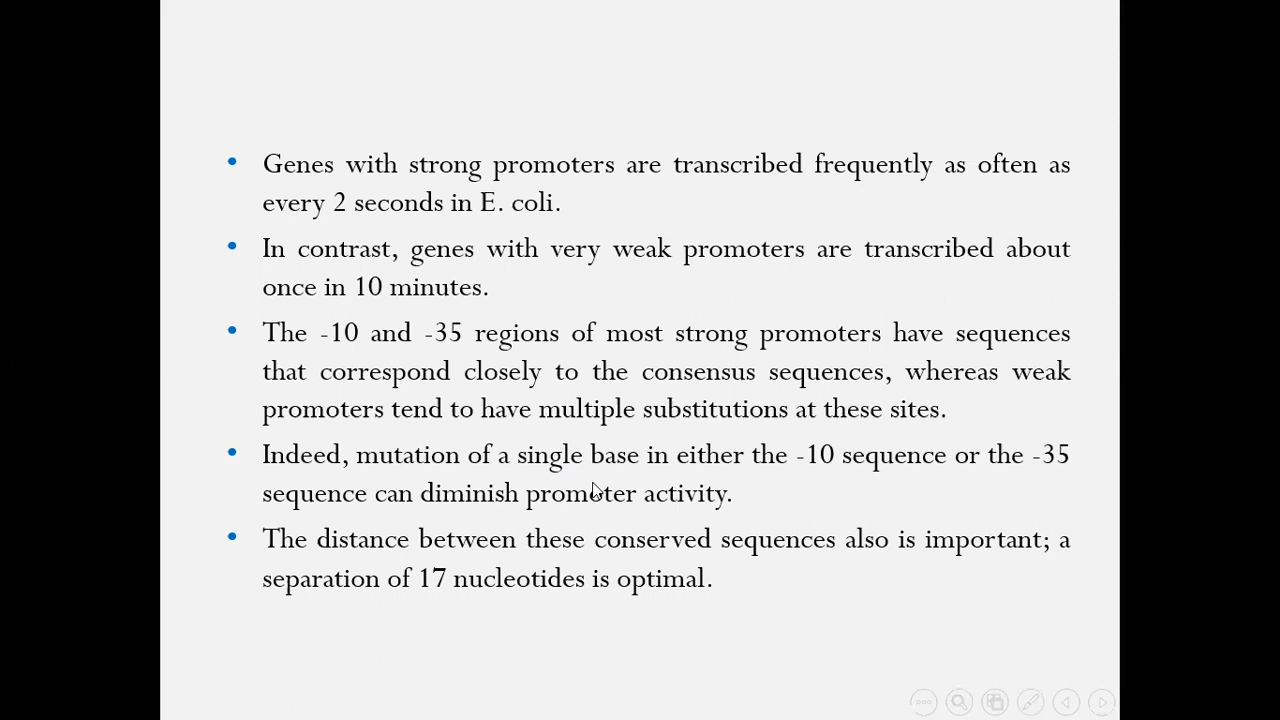 • Genes with strong promoters are transcribed frequently as often as
every 2 seconds in E. coli.
• In contrast, genes with very weak promoters are transcribed about
once in 10 minutes.
• The -10 and -35 regions of most strong promoters have sequences
that correspond closely to the consensus sequences, whereas weak
promoters tend to have multiple substitutions at these sites.
• Indeed, mutation of a single base in either the -10 sequence or the -35
sequence can diminish promoter activity.
• The distance between these conserved sequences also is important; a
separation of 17 nucleotides is optimal.